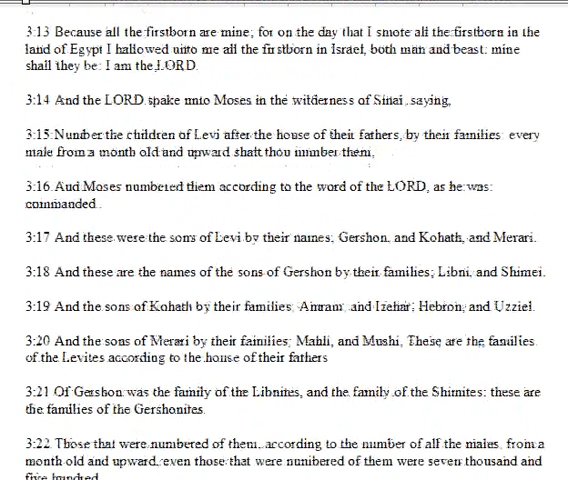 3:13 Because all the firstborn are mine; for on the day that I smote all the firstborn in the
land of Egypt I hallowed unto me all the firstborn in Israel, both man and beast: mine
shall they be: I am the LORD.
3:14 And the LORD spake unto Moses in the wilderness of Sinai, saying,
3:15 Number the children of Levi after the house of their fathers, by their families: every
male from a month old and upward shalt thou number them.
3:16 And Moses numbered them according to the word of the LORD, as he was
commanded.
3:17 And these were the sons of Levi by their names; Gershon, and Kohath, and Merari.
3:18 And these are the names of the sons of Gershon by their families; Libni, and Shimei.
3:19 And the sons of Kohath by their families; Amram, and Izehar, Hebron, and Uzziel.
3:20 And the sons of Merari by their families; Mahli, and Mushi. These are the families
of the Levites according to the house of their fathers
3:21 Of Gershon was the family of the Libnites, and the family of the Shimites: these are
the families of the Gershonites.
3:22 Those that were numbered of them, according to the number of all the males, from a
month old and upward, even those that were numbered of them were seven thousand and
five hundred